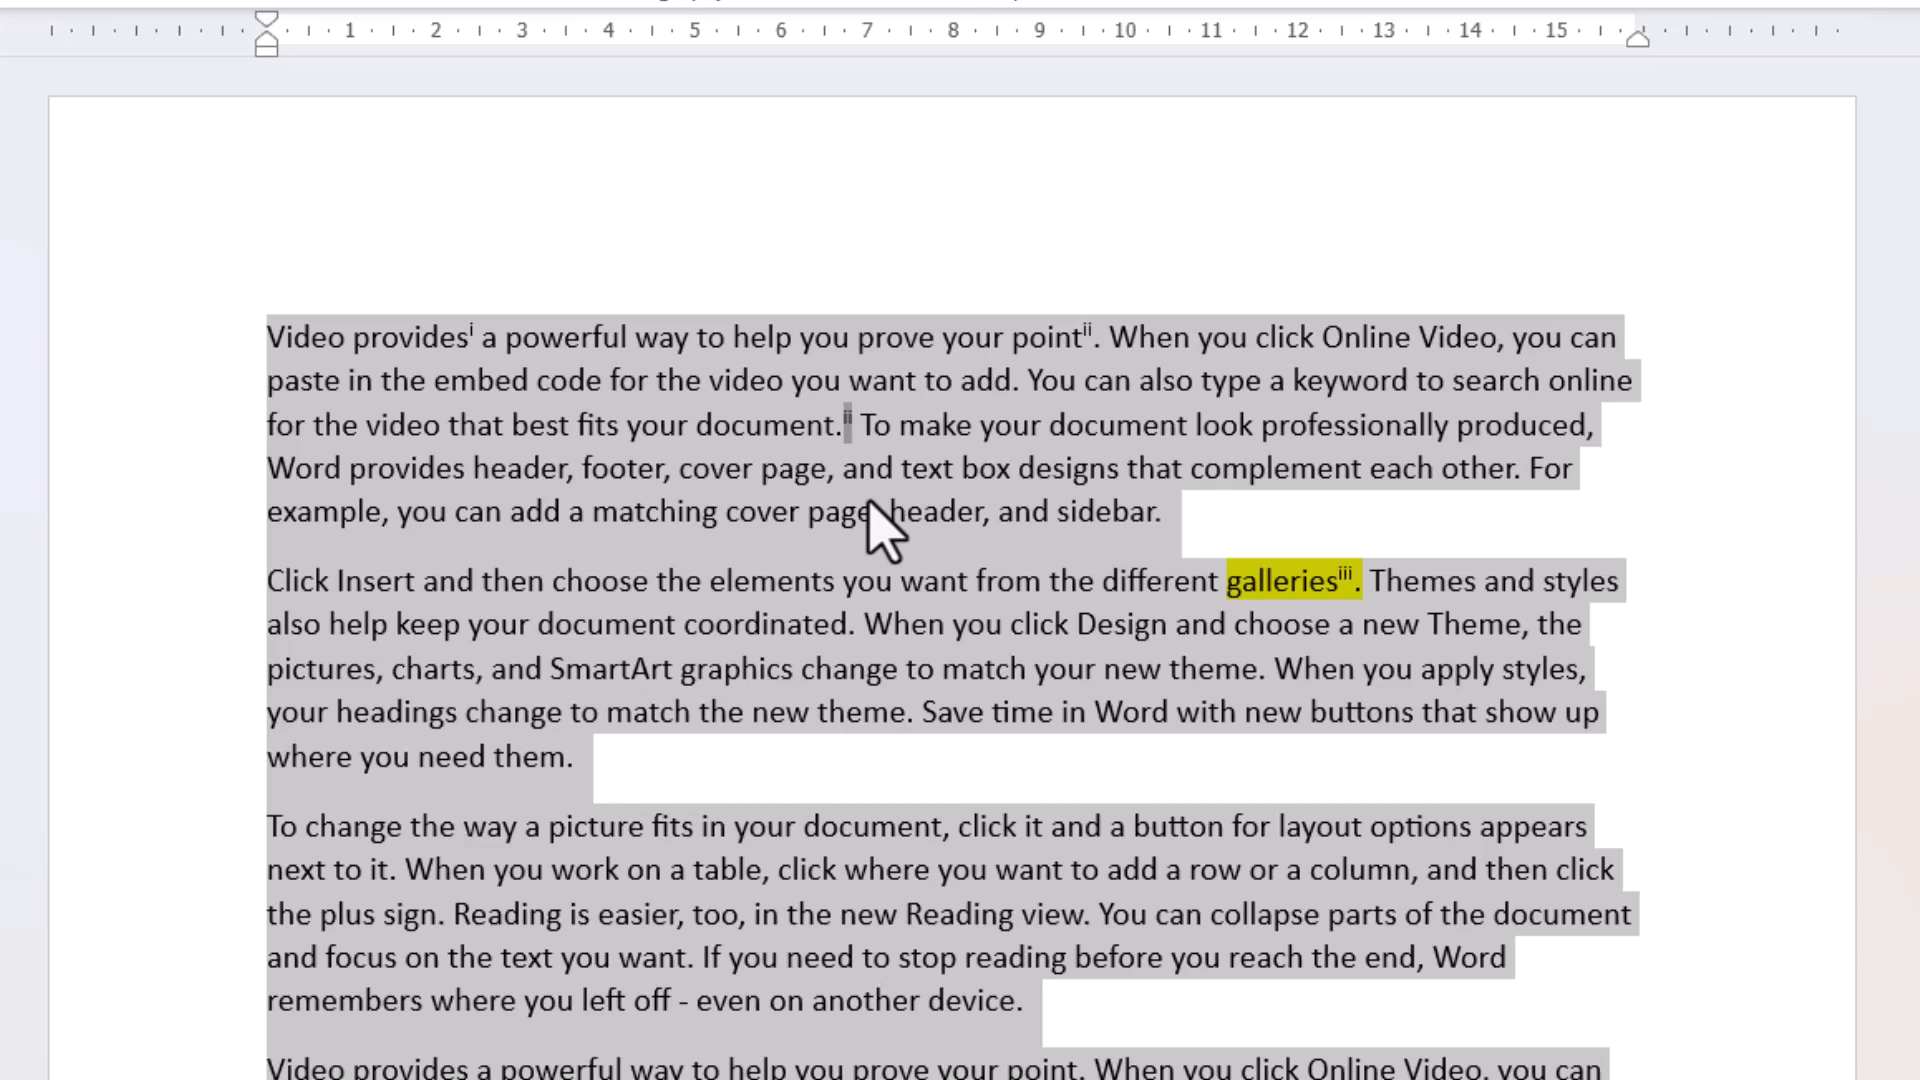 1 2 3 4 5 6 7 8 9 10 11 12 13 14 15
Video providesⁱ a powerful way to help you prove your pointⁱⁱ. When you click Online Video, you can
paste in the embed code for the video you want to add. You can also type a keyword to search online
for the video that best fits your document.ⁱⁱ To make your document look professionally produced,
Word provides header, footer, cover page, and text box designs that complement each other. For
example, you can add a matching cover page, header, and sidebar.
Click Insert and then choose the elements you want from the different galleriesⁱⁱⁱ. Themes and styles
also help keep your document coordinated. When you click Design and choose a new Theme, the
pictures, charts, and SmartArt graphics change to match your new theme. When you apply styles,
your headings change to match the new theme. Save time in Word with new buttons that show up
where you need them.
To change the way a picture fits in your document, click it and a button for layout options appears
next to it. When you work on a table, click where you want to add a row or a column, and then click
the plus sign. Reading is easier, too, in the new Reading view. You can collapse parts of the document
and focus on the text you want. If you need to stop reading before you reach the end, Word
remembers where you left off - even on another device.
Video provides a powerful way to help you prove your point. When you click Online Video, you can